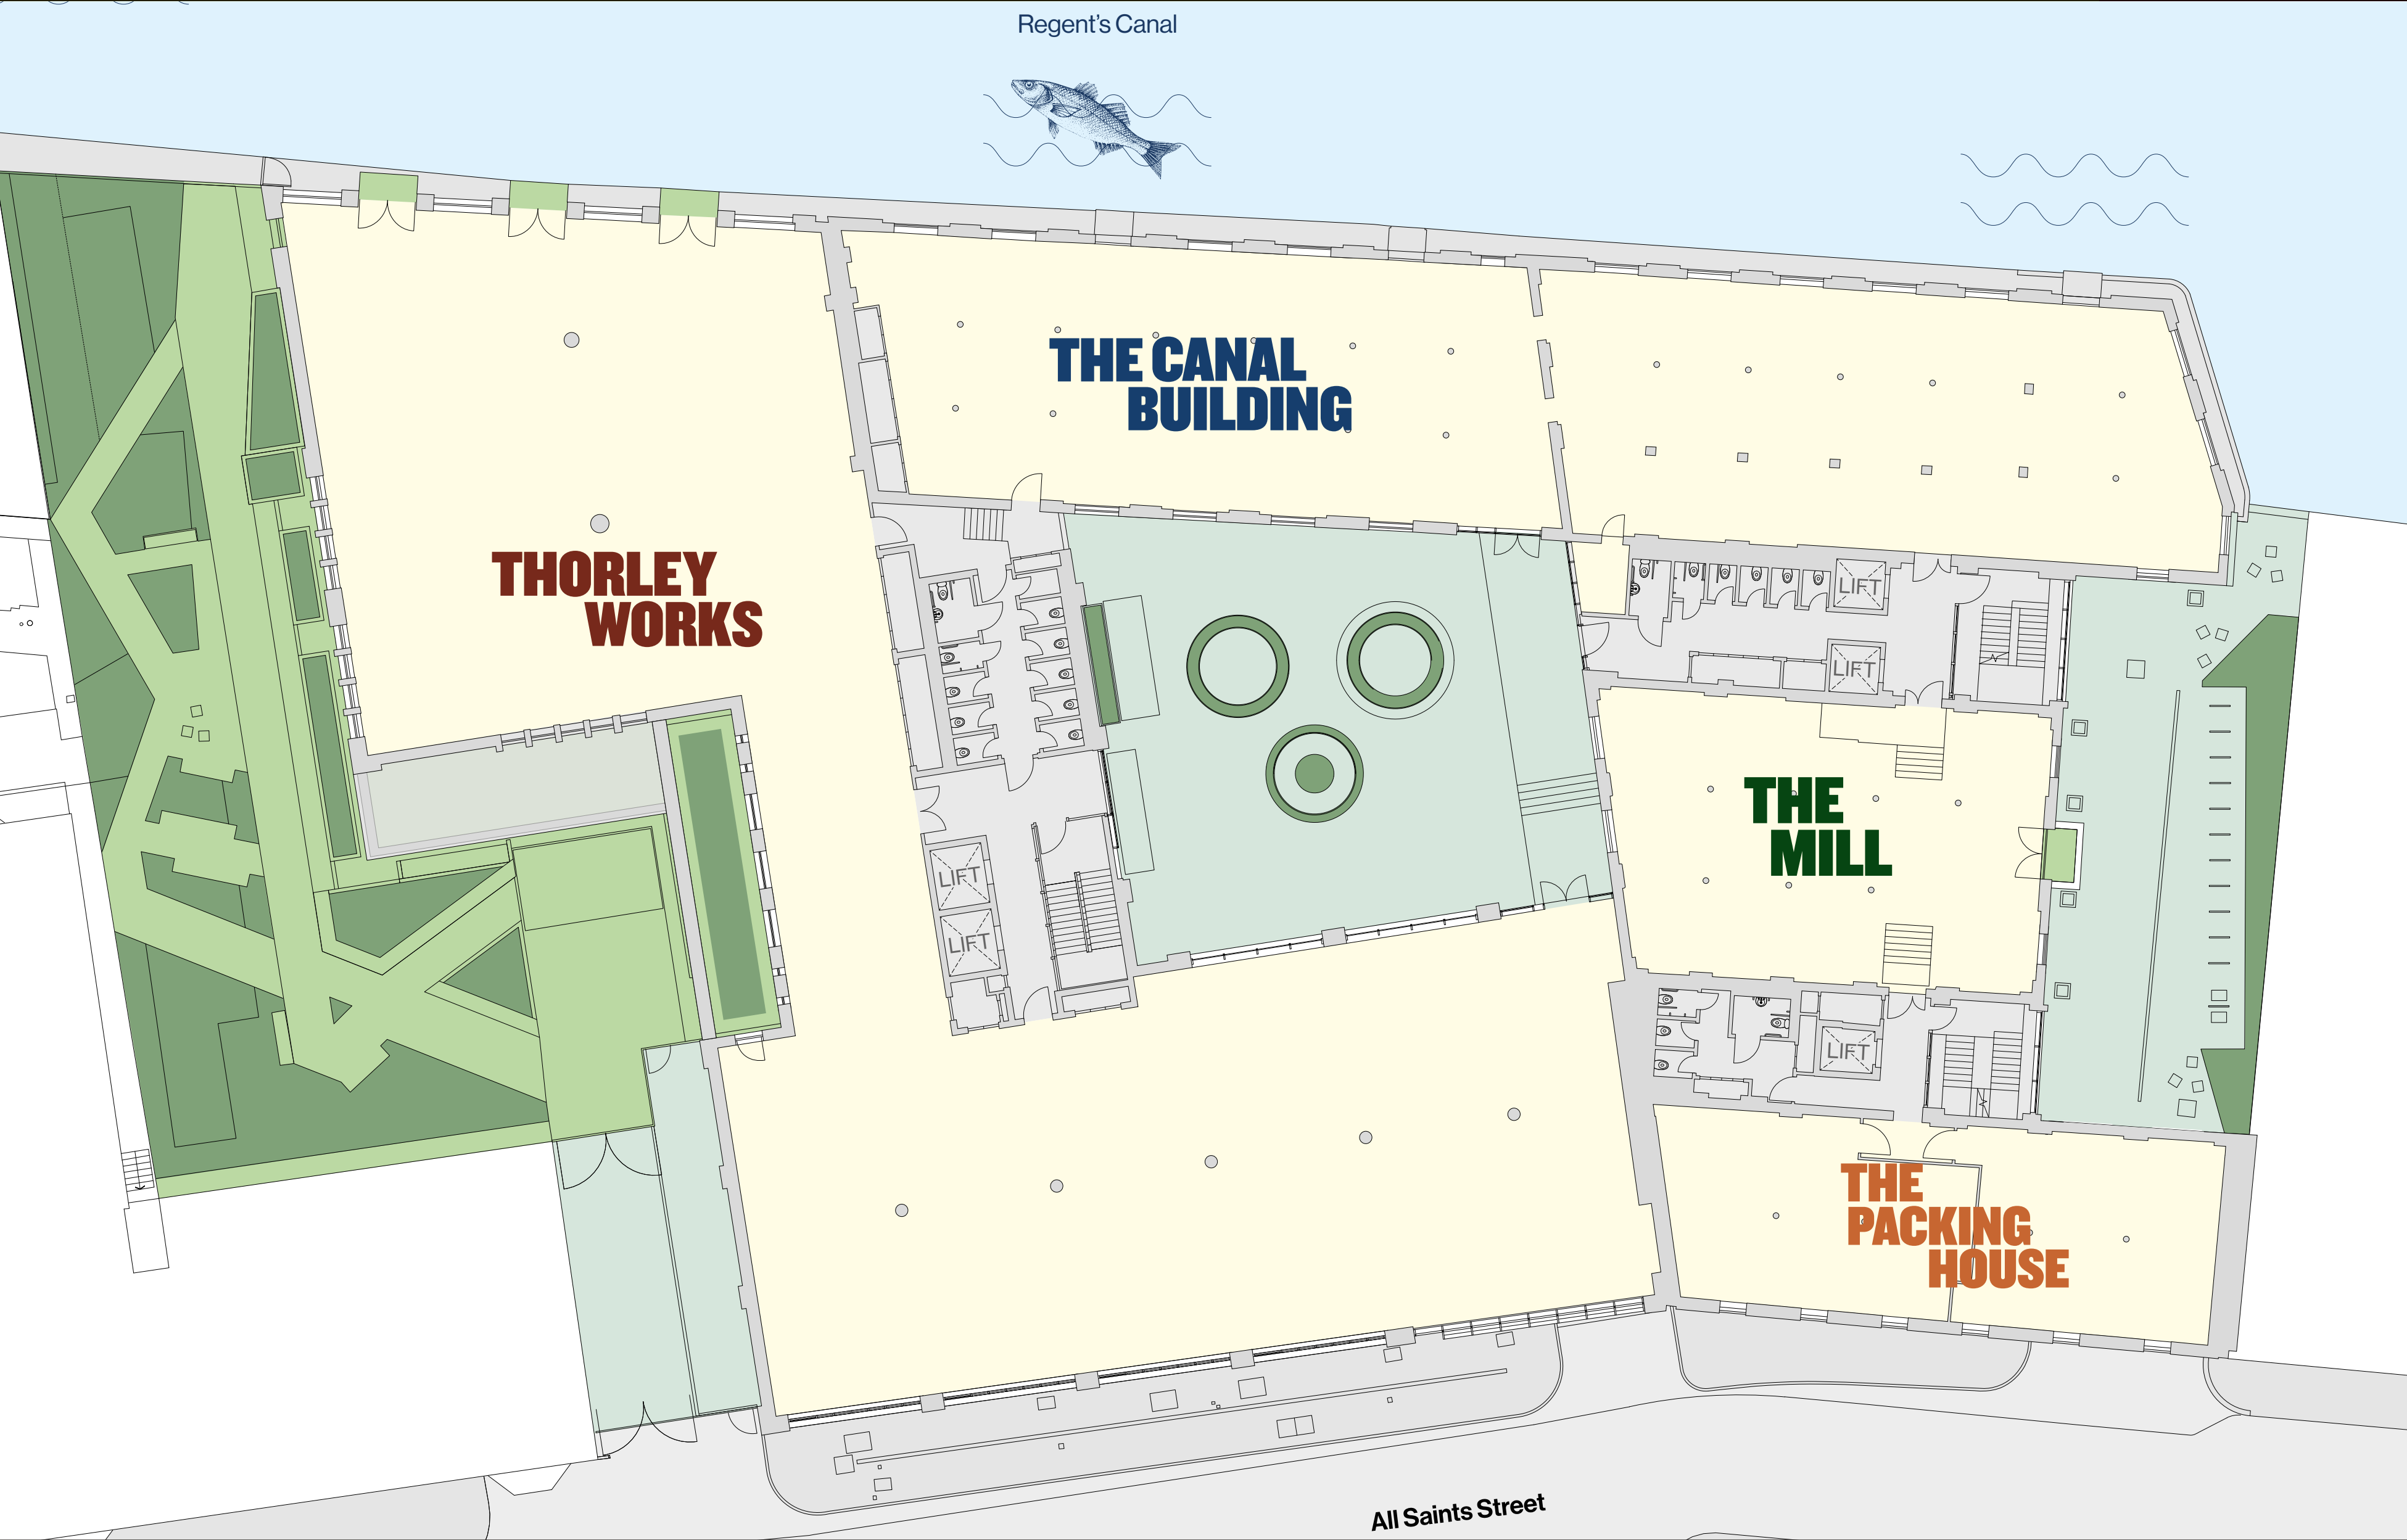 Regent's Canal
THE CANAL
BUILDING
THORLEY
WORKS
LIFT
LIFT
THE
MILL
LIFT
LIFT
LIFT
THE
PACKING
HOUSE
All Saints Street